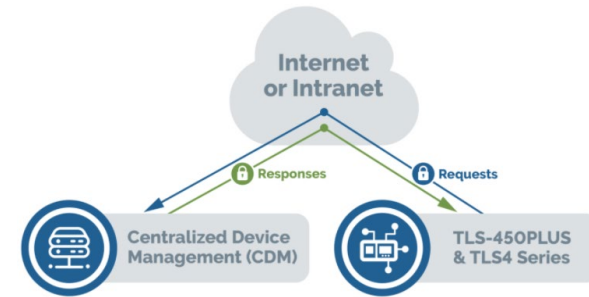 Internet
or Intranet
Responses
Requests
Centralized Device
Management (CDM)
TLS-450PLUS
& TLS4 Series